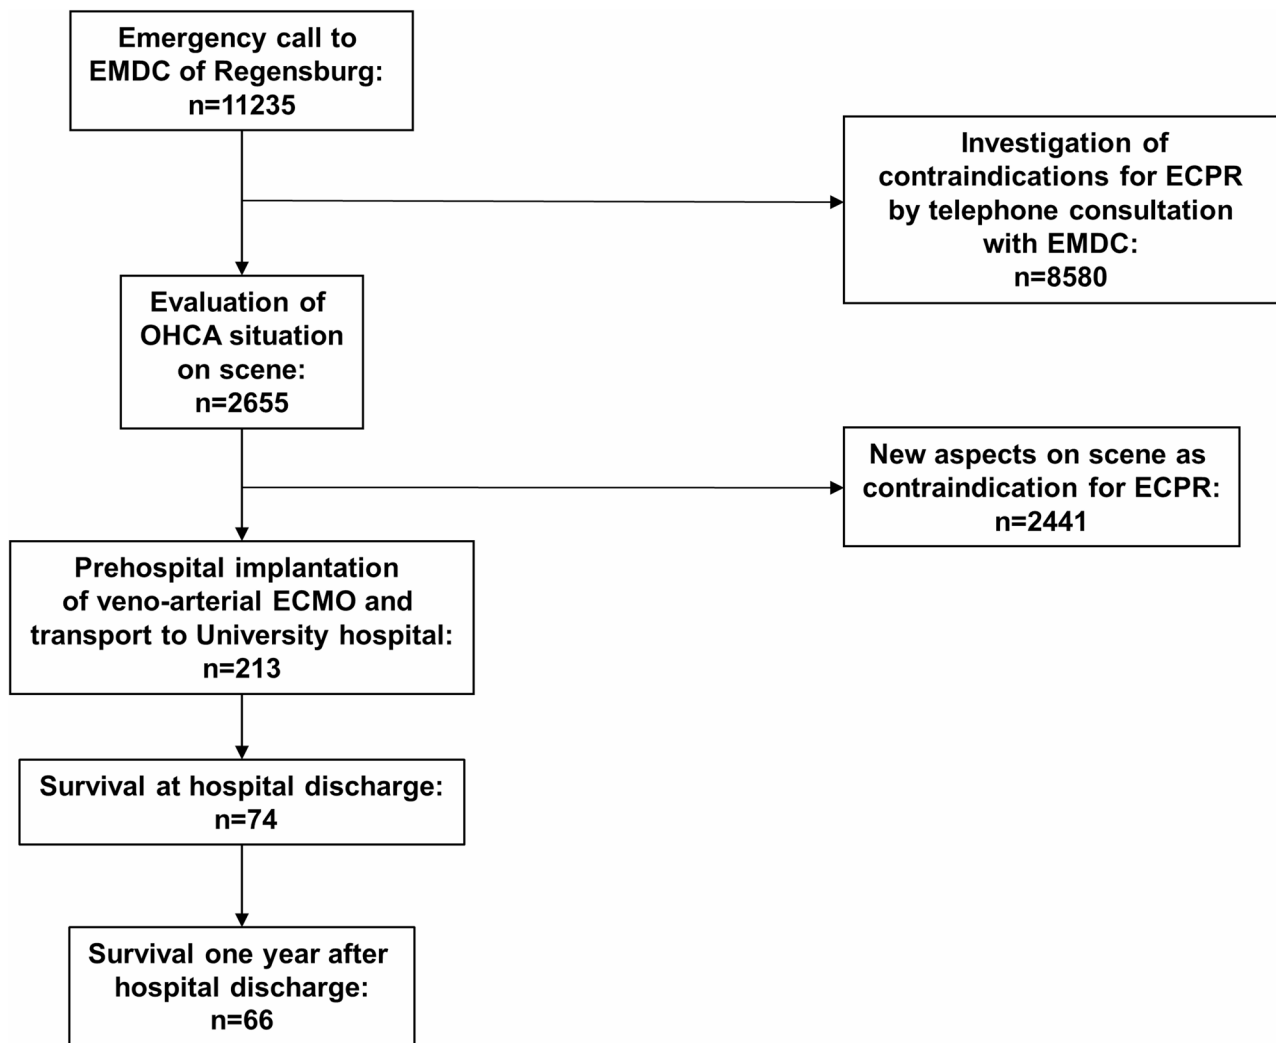 Emergency call to
EMDC of Regensburg:
n=11235
Investigation of
contraindications for ECPR
by telephone consultation
with EMDC:
n=8580
Evaluation of
OHCA situation
on scene:
n=2655
New aspects on scene as
contraindication for ECPR:
n=2441
Prehospital implantation
of veno-arterial ECMO and
transport to University hospital:
n=213
Survival at hospital discharge:
n=74
Survival one year after
hospital discharge:
n=66